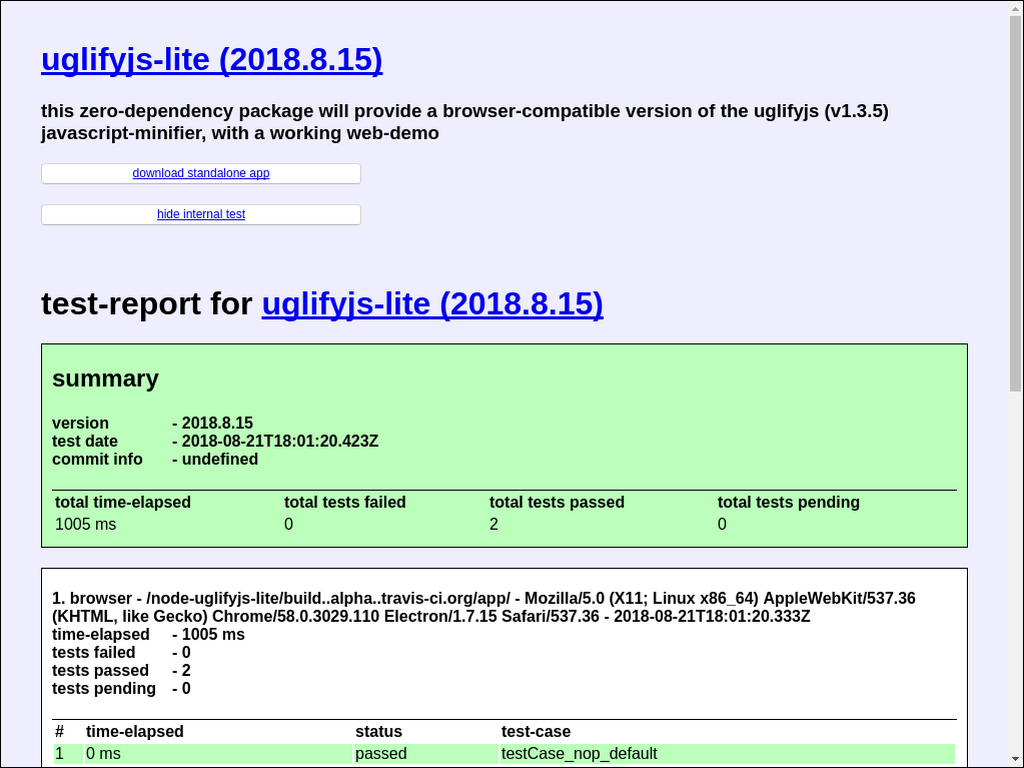 uglifyjs-lite (2018.8.15)
this zero-dependency package will provide a browser-compatible version of the uglifyjs (v1.3.5)
javascript-minifier, with a working web-demo
download standalone app
hide internal test
test-report for uglifyjs-lite (2018.8.15)
summary
version - 2018.8.15
test date - 2018-08-21T18:01:20.423Z
commit info - undefined
total time-elapsed total tests failed total tests passed total tests pending
1005 ms 0 2 0
1. browser - /node-uglifyjs-lite/build..alpha..travis-ci.org/app/ - Mozilla/5.0 (X11; Linux x86_64) AppleWebKit/537.36
(KHTML, like Gecko) Chrome/58.0.3029.110 Electron/1.7.15 Safari/537.36 - 2018-08-21T18:01:20.333Z
time-elapsed - 1005 ms
tests failed - 0
tests passed - 2
tests pending - 0
# time-elapsed status test-case
1 0 ms passed testCase_nop_default